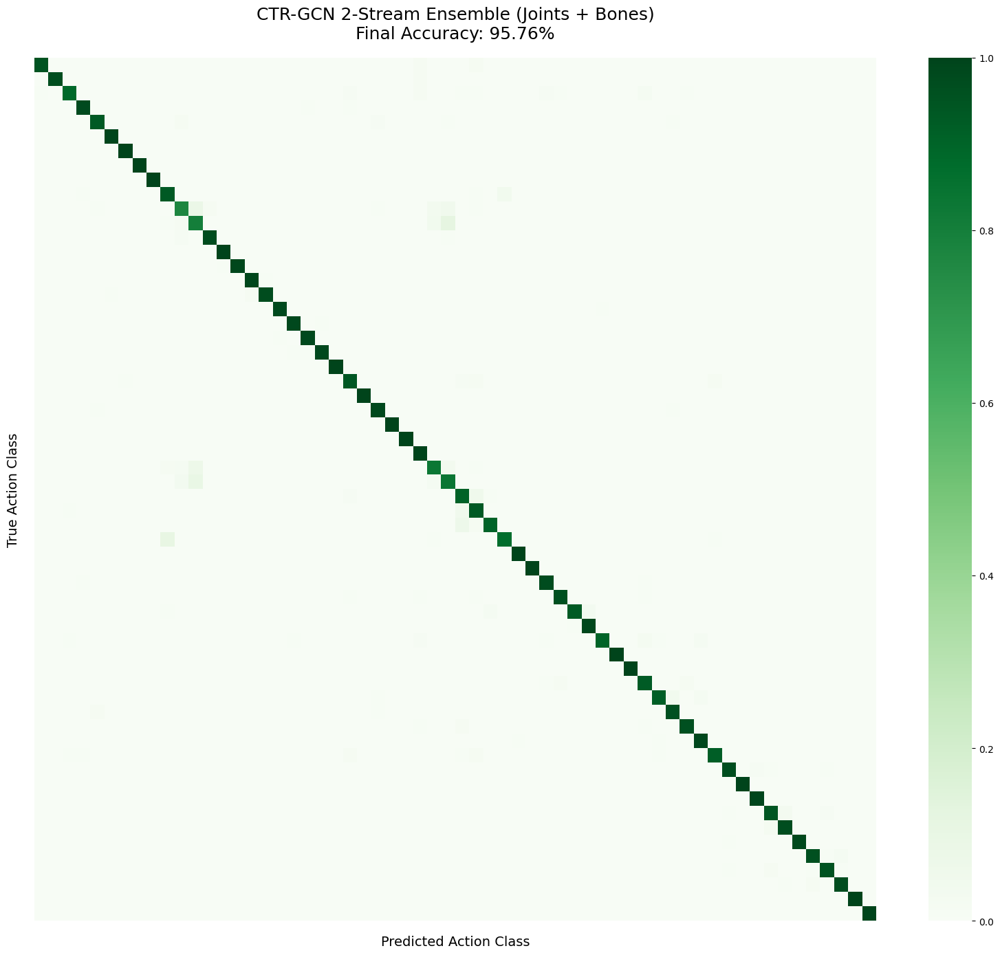 CTR-GCN 2-Stream Ensemble (Joints + Bones)
Final Accuracy: 95.76%
True Action Class
Predicted Action Class
1.0
0.8
0.6
0.4
0.2
0.0